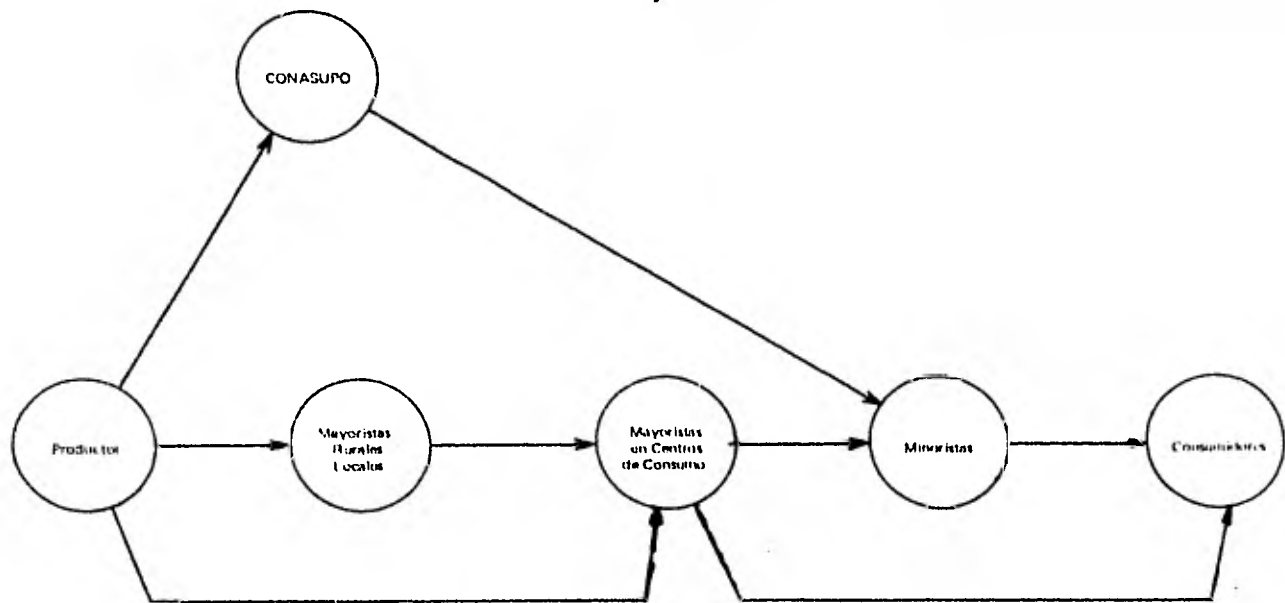 CONASUPO
Productor
Mayoristas
Rurales
Locales
Mayoristas
en Centros
de Consumo
Minoristas
Consumidores